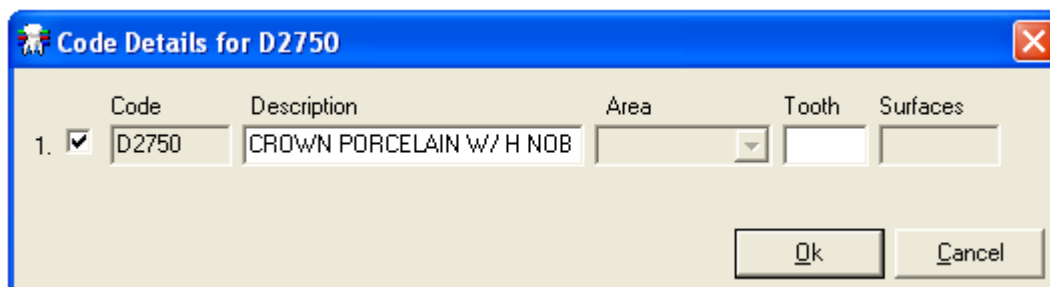 Code Details for D2750
Code Description Area Tooth Surfaces
1. D2750 CROWN PORCELAIN W/ H NOB
Ok Cancel